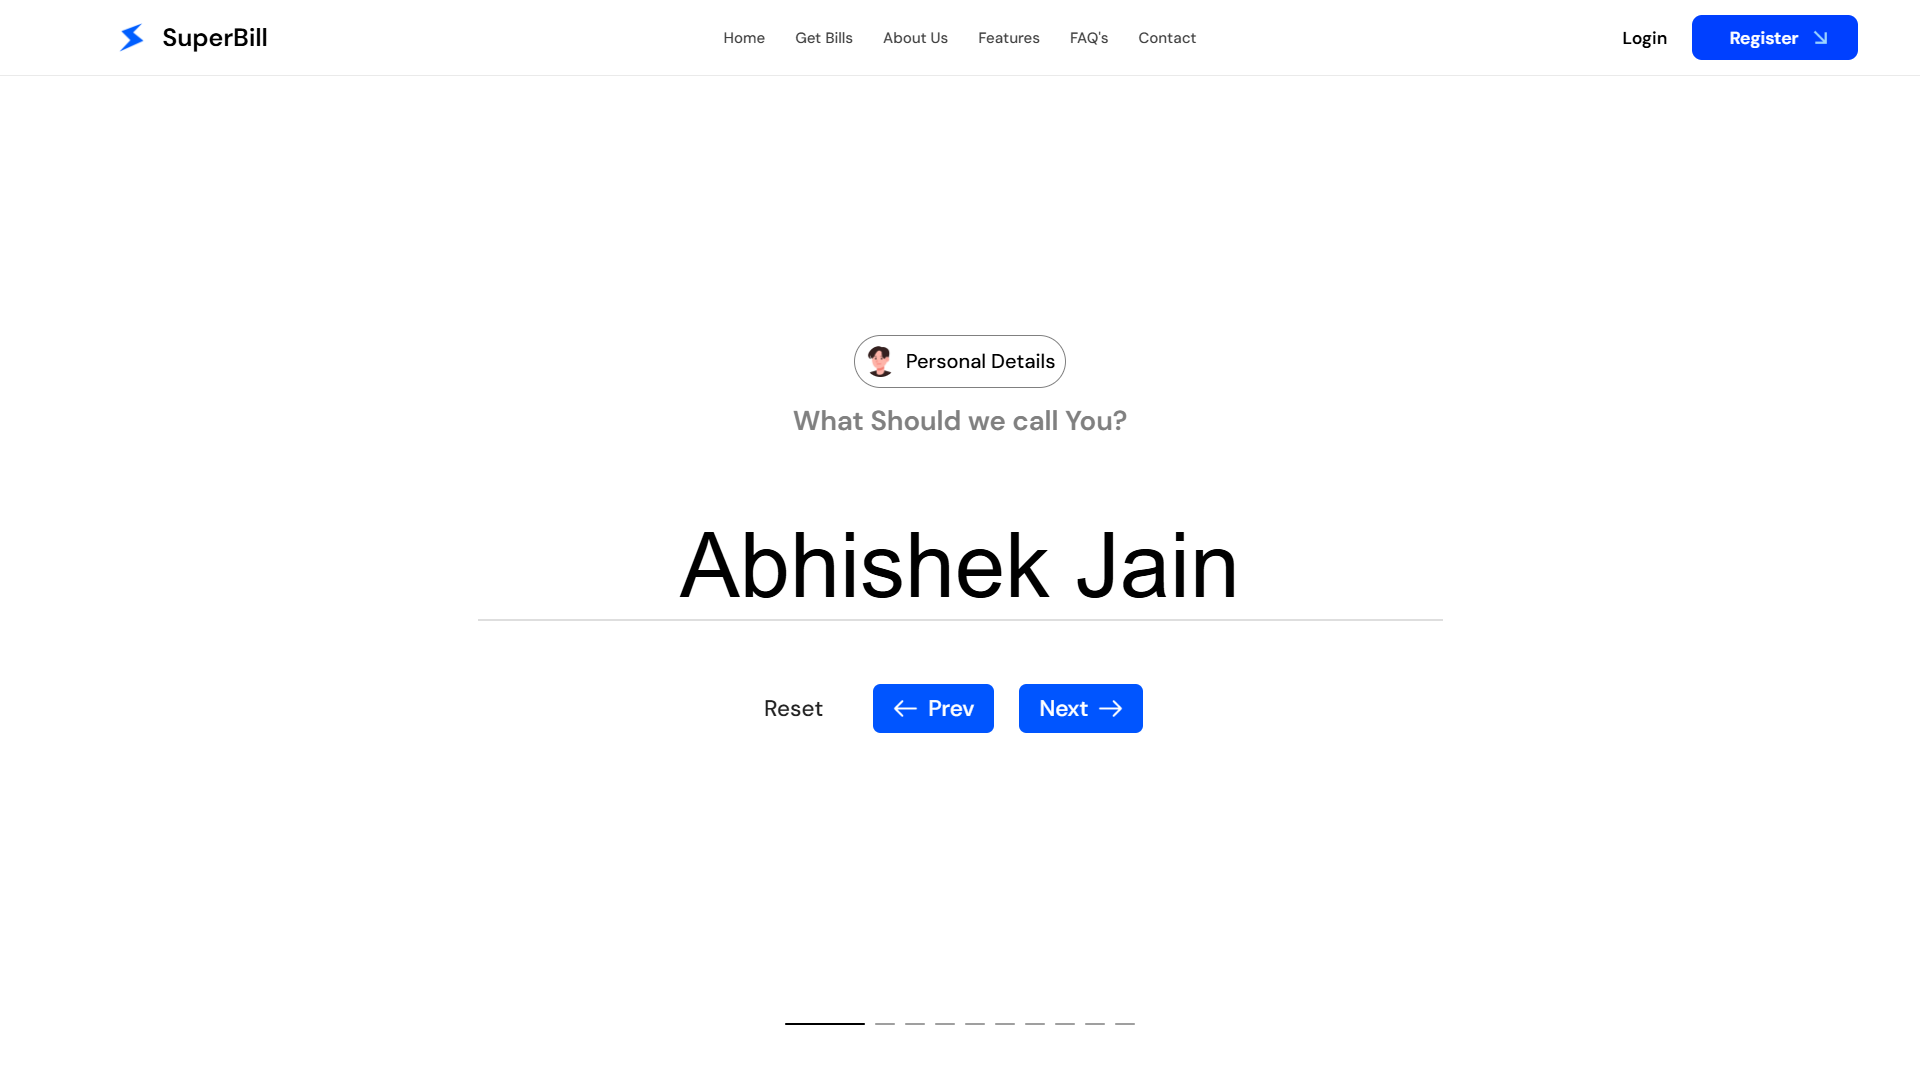 SuperBill
Home Get Bills About Us Features FAQ's Contact
Login Register
Personal Details
What Should we call You?
Abhishek Jain
Reset Prev Next